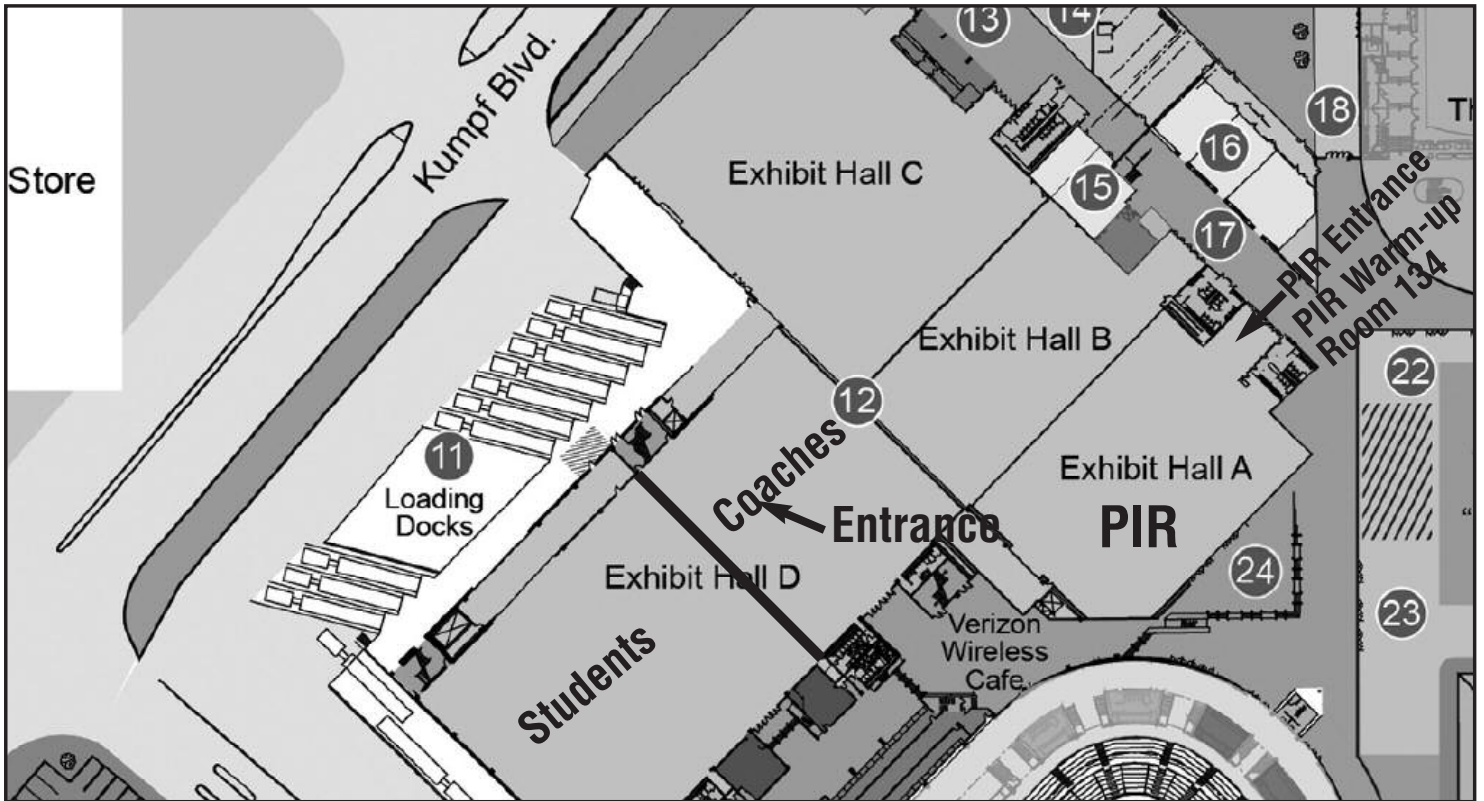 13
14
Kumpf Blvd.
18
Th
Store
Exhibit Hall C
16
15
17
PIR Entrance
PIR Warm-up
Room 134
Exhibit Hall B
22
12
11
Loading
Docks
Coaches
Entrance
Exhibit Hall A
PIR
Exhibit Hall D
24
23
Verizon
Wireless
Cafe
Students